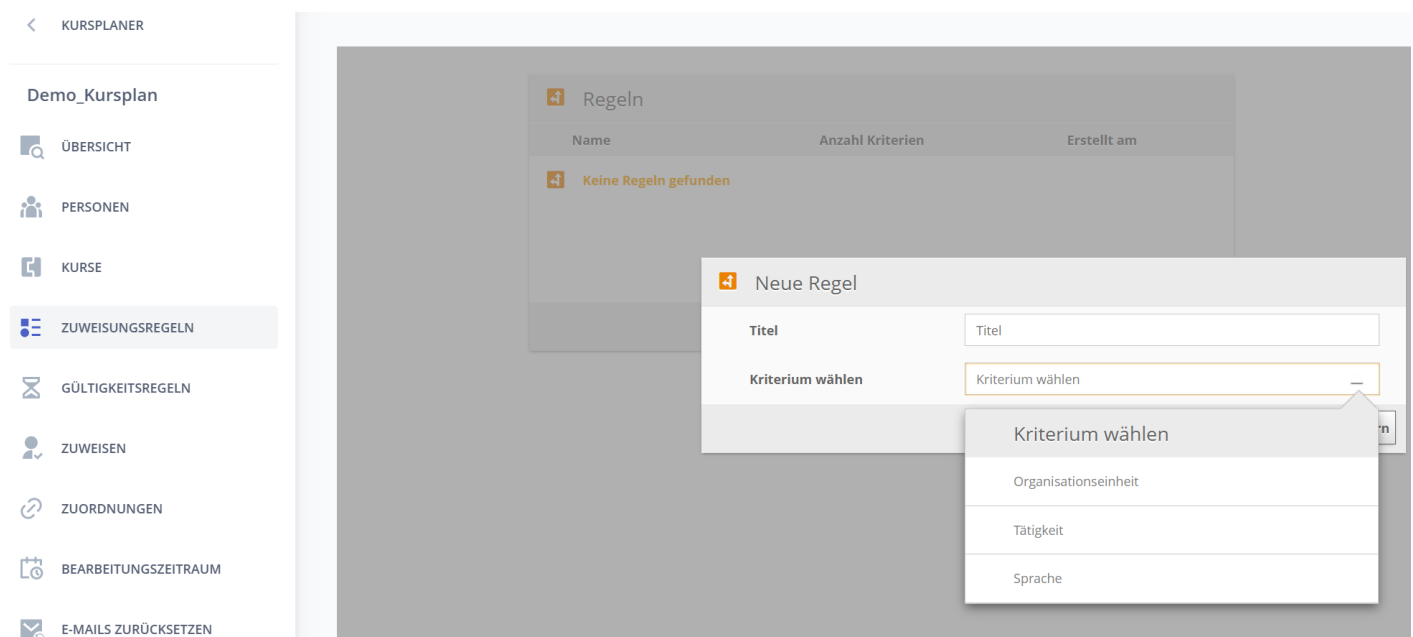 KURSPLANER
Demo_Kursplan
ÜBERSICHT
PERSONEN
KURSE
ZUWEISUNGSREGELN
GÜLTIGKEITSREGELN
ZUWEISEN
ZUORDNUNGEN
BEARBEITUNGSZEITRAUM
E-MAILS ZURÜCKSETZEN
Regeln
Name Anzahl Kriterien Erstellt am
Keine Regeln gefunden
Neue Regel
Titel Titel
Kriterium wählen Kriterium wählen
Kriterium wählen
Organisationseinheit
Tätigkeit
Sprache